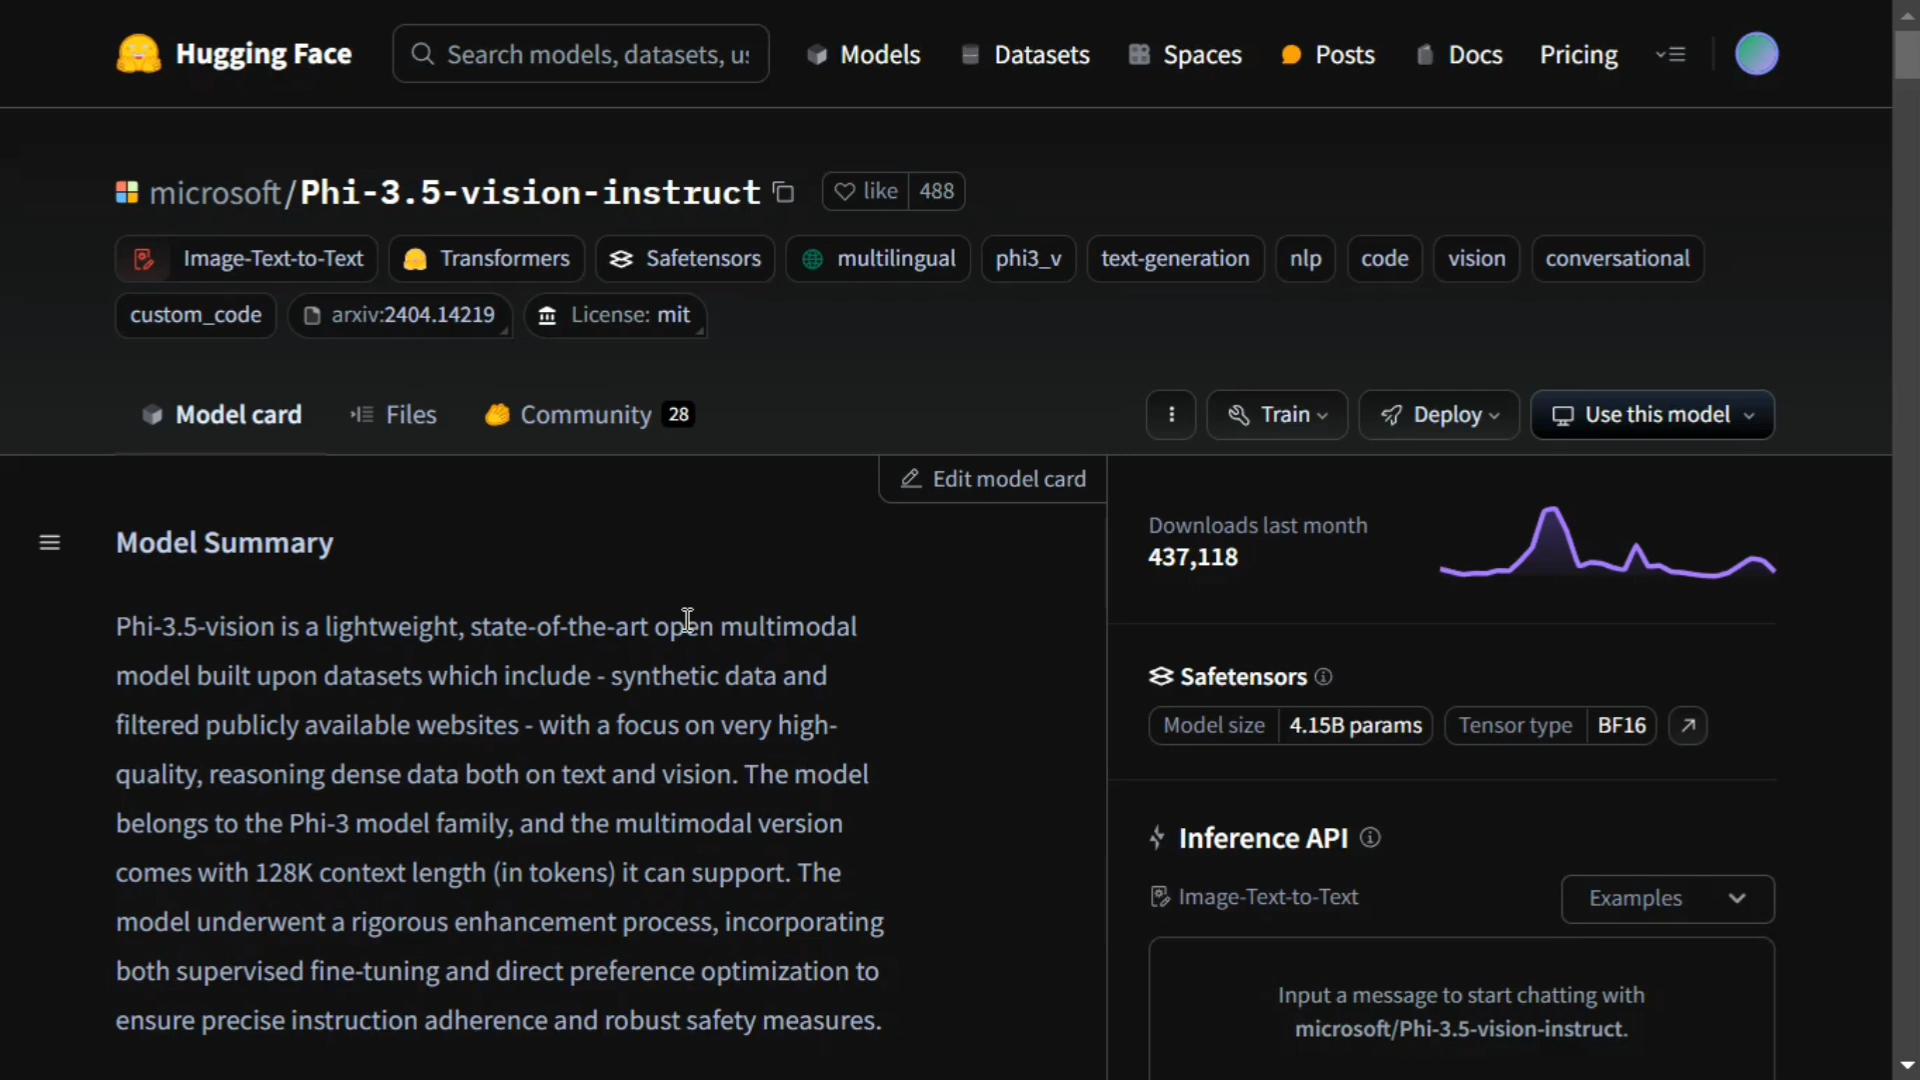 Hugging Face
Search models, datasets, us
Models
Datasets
Spaces
Posts
Docs
Pricing
microsoft/Phi-3.5-vision-instruct
like 488
Image-Text-to-Text
Transformers
Safetensors
multilingual
phi3_v
text-generation
nlp
code
vision
conversational
custom_code
arxiv:2404.14219
License: mit
Model card
Files
Community 28
Train
Deploy
Use this model
Edit model card
Model Summary
Phi-3.5-vision is a lightweight, state-of-the-art open multimodal
model built upon datasets which include - synthetic data and
filtered publicly available websites - with a focus on very high-
quality, reasoning dense data both on text and vision. The model
belongs to the Phi-3 model family, and the multimodal version
comes with 128K context length (in tokens) it can support. The
model underwent a rigorous enhancement process, incorporating
both supervised fine-tuning and direct preference optimization to
ensure precise instruction adherence and robust safety measures.
Downloads last month
437,118
Safetensors
Model size 4.15B params
Tensor type BF16
Inference API
Image-Text-to-Text
Examples
Input a message to start chatting with
microsoft/Phi-3.5-vision-instruct.